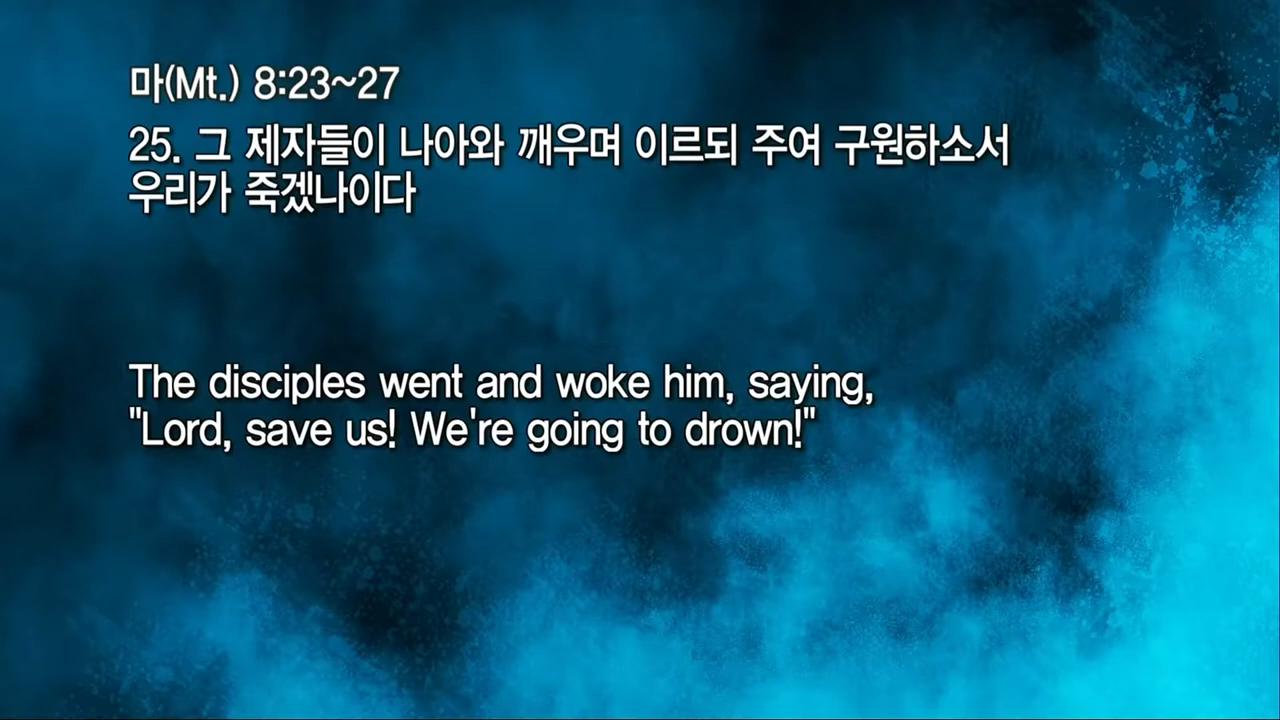 마(Mt.) 8:23~27
25. 그 제자들이 나아와 깨우며 이르되 주여 구원하소서
우리가 죽겠나이다
The disciples went and woke him, saying,
"Lord, save us! We're going to drown!"